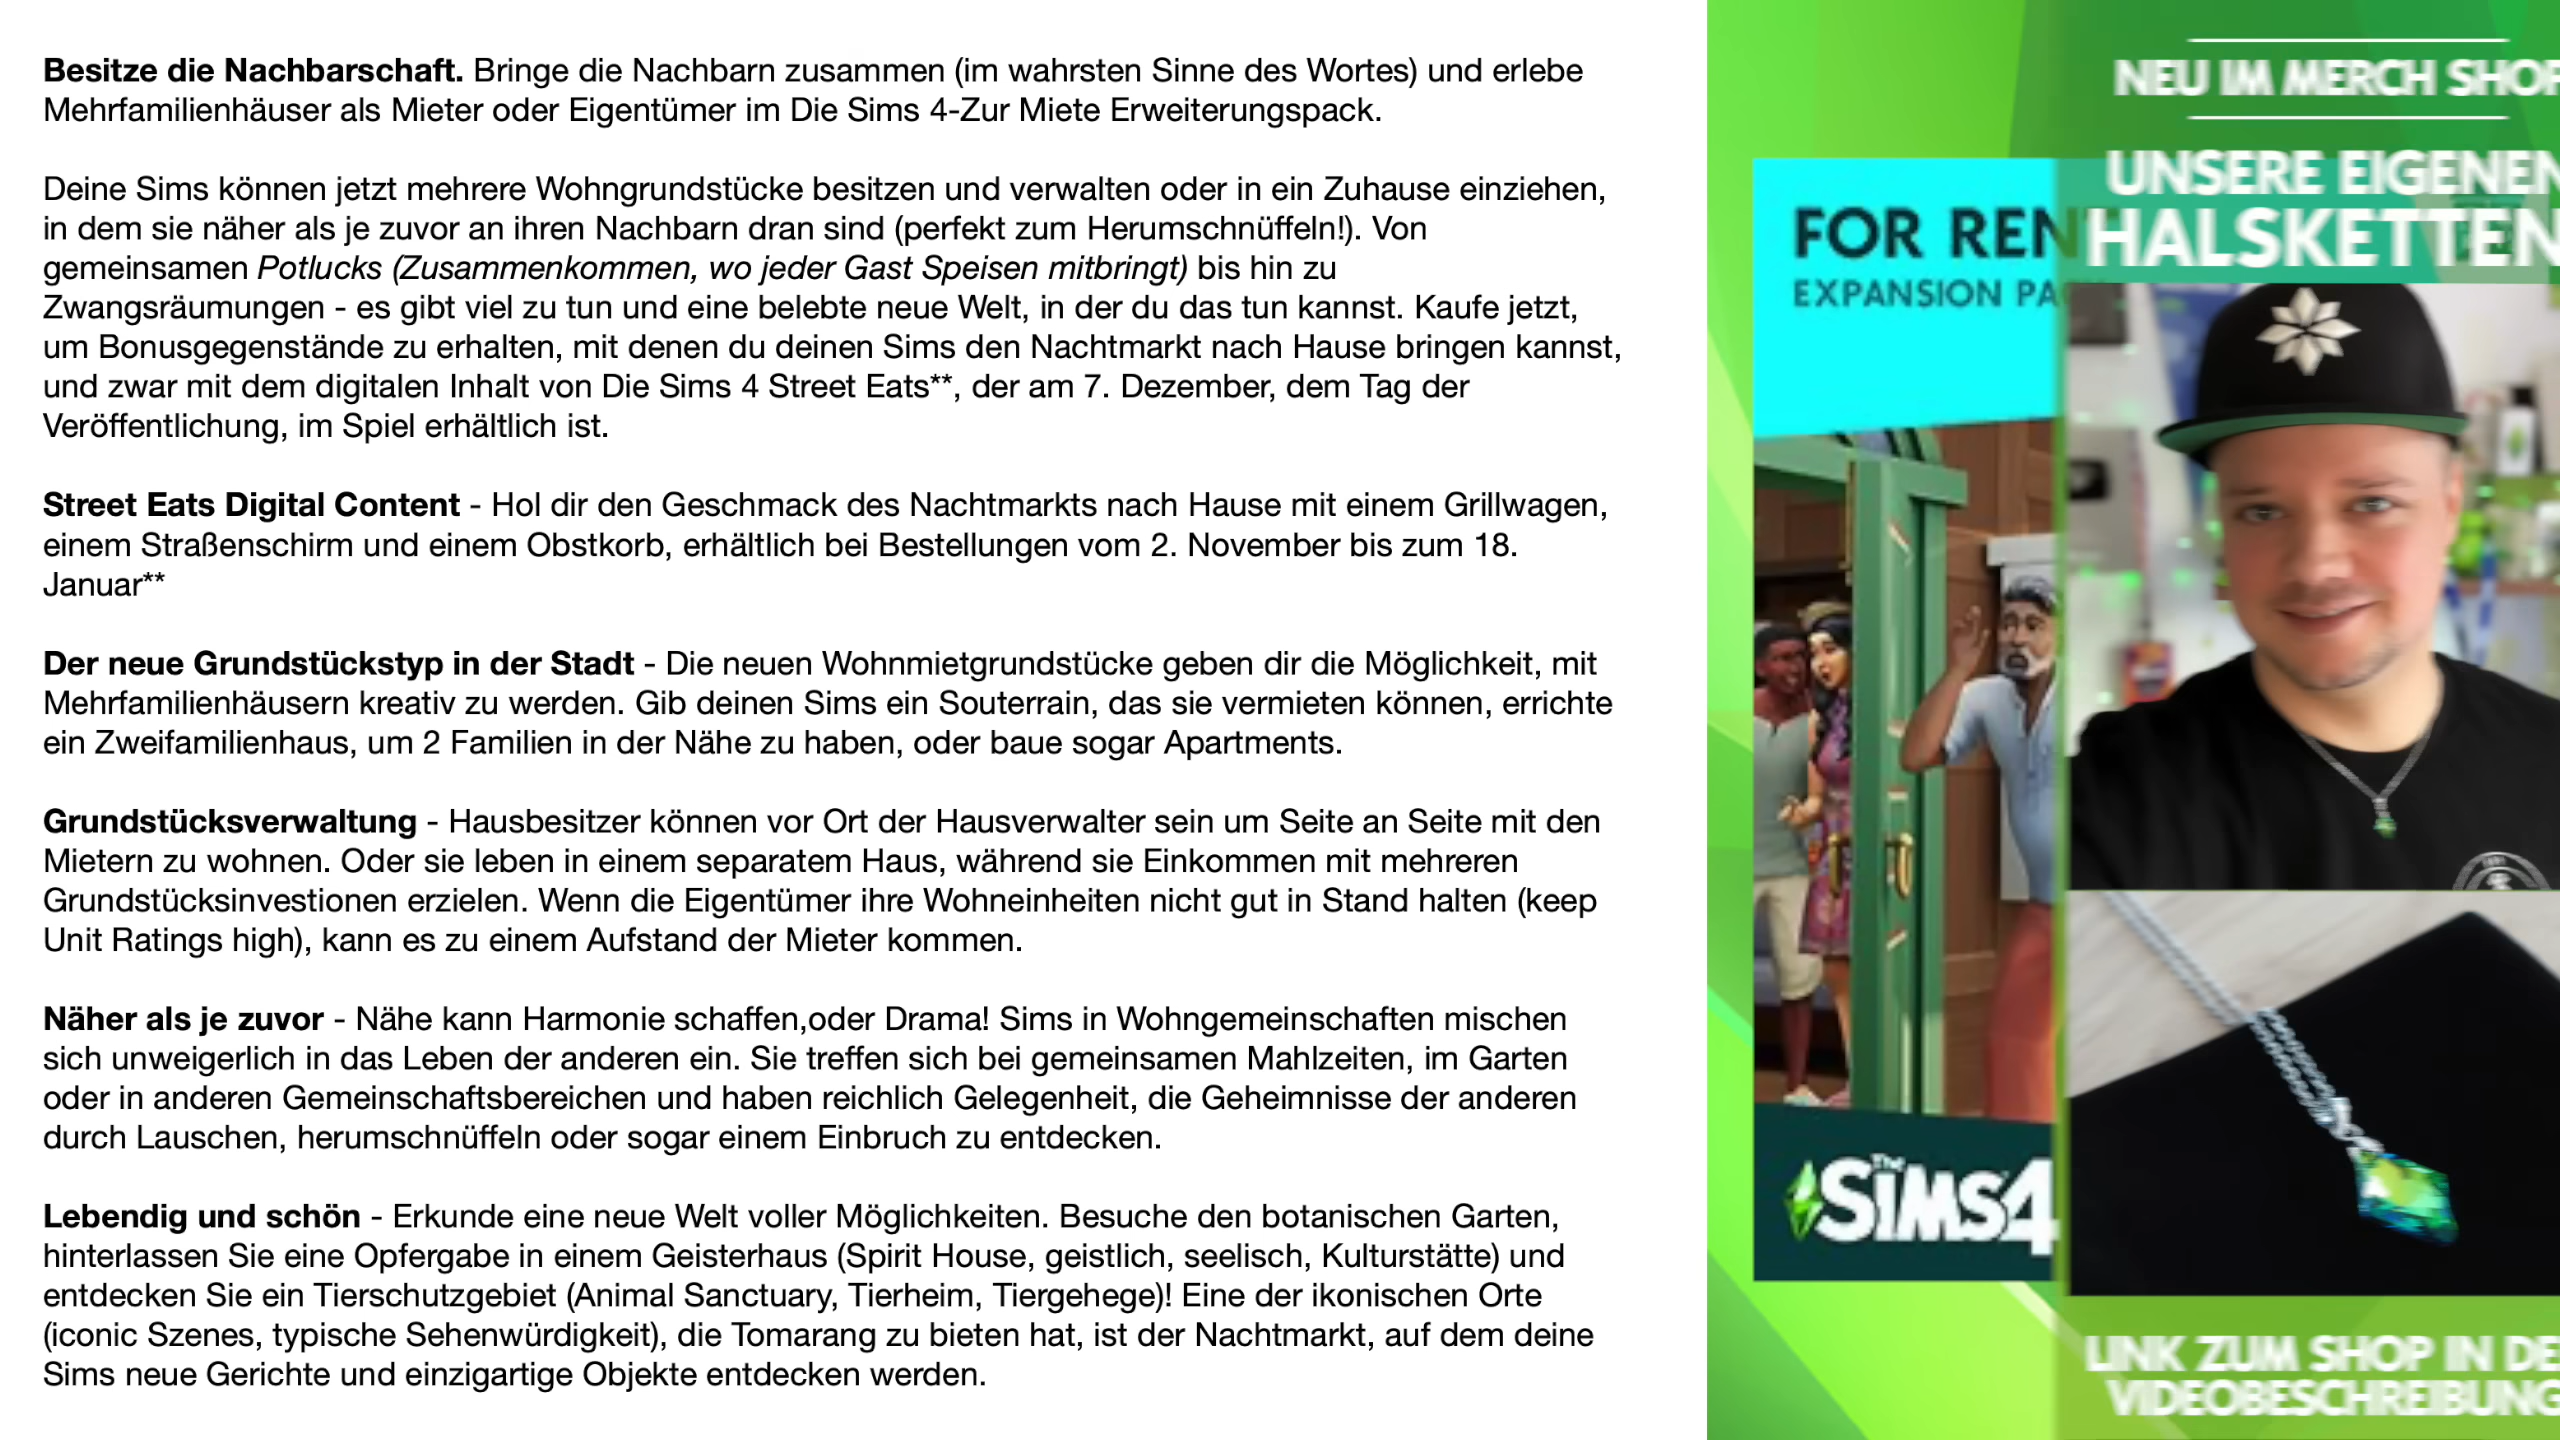 Besitze die Nachbarschaft. Bringe die Nachbarn zusammen (im wahrsten Sinne des Wortes) und erlebe
Mehrfamilienhäuser als Mieter oder Eigentümer im Die Sims 4-Zur Miete Erweiterungspack.
Deine Sims können jetzt mehrere Wohngrundstücke besitzen und verwalten oder in ein Zuhause einziehen,
in dem sie näher als je zuvor an ihren Nachbarn dran sind (perfekt zum Herumschnüffeln!). Von
gemeinsamen Potlucks (Zusammenkommen, wo jeder Gast Speisen mitbringt) bis hin zu
Zwangsräumungen - es gibt viel zu tun und eine belebte neue Welt, in der du das tun kannst. Kaufe jetzt,
um Bonusgegenstände zu erhalten, mit denen du deinen Sims den Nachtmarkt nach Hause bringen kannst,
und zwar mit dem digitalen Inhalt von Die Sims 4 Street Eats**, der am 7. Dezember, dem Tag der
Veröffentlichung, im Spiel erhältlich ist.
Street Eats Digital Content - Hol dir den Geschmack des Nachtmarkts nach Hause mit einem Grillwagen,
einem Straßenschirm und einem Obstkorb, erhältlich bei Bestellungen vom 2. November bis zum 18.
Januar**
Der neue Grundstückstyp in der Stadt - Die neuen Wohnmietgrundstücke geben dir die Möglichkeit, mit
Mehrfamilienhäusern kreativ zu werden. Gib deinen Sims ein Souterrain, das sie vermieten können, errichte
ein Zweifamilienhaus, um 2 Familien in der Nähe zu haben, oder baue sogar Apartments.
Grundstücksverwaltung - Hausbesitzer können vor Ort der Hausverwalter sein um Seite an Seite mit den
Mietern zu wohnen. Oder sie leben in einem separatem Haus, während sie Einkommen mit mehreren
Grundstücksinvestionen erzielen. Wenn die Eigentümer ihre Wohneinheiten nicht gut in Stand halten (keep
Unit Ratings high), kann es zu einem Aufstand der Mieter kommen.
Näher als je zuvor - Nähe kann Harmonie schaffen,oder Drama! Sims in Wohngemeinschaften mischen
sich unweigerlich in das Leben der anderen ein. Sie treffen sich bei gemeinsamen Mahlzeiten, im Garten
oder in anderen Gemeinschaftsbereichen und haben reichlich Gelegenheit, die Geheimnisse der anderen
durch Lauschen, herumschnüffeln oder sogar einem Einbruch zu entdecken.
Lebendig und schön - Erkunde eine neue Welt voller Möglichkeiten. Besuche den botanischen Garten,
hinterlassen Sie eine Opfergabe in einem Geisterhaus (Spirit House, geistlich, seelisch, Kulturstätte) und
entdecken Sie ein Tierschutzgebiet (Animal Sanctuary, Tierheim, Tiergehege)! Eine der ikonischen Orte
(iconic Szenes, typische Sehenwürdigkeit), die Tomarang zu bieten hat, ist der Nachtmarkt, auf dem deine
Sims neue Gerichte und einzigartige Objekte entdecken werden.
FOR REN
EXPANSION PA
The
SiMS4
NEU IM MERCH SHOP
UNSERE EIGENEN
HALSKETTEN
LINK ZUM SHOP IN DE
VIDEOBESCHREIBUNG